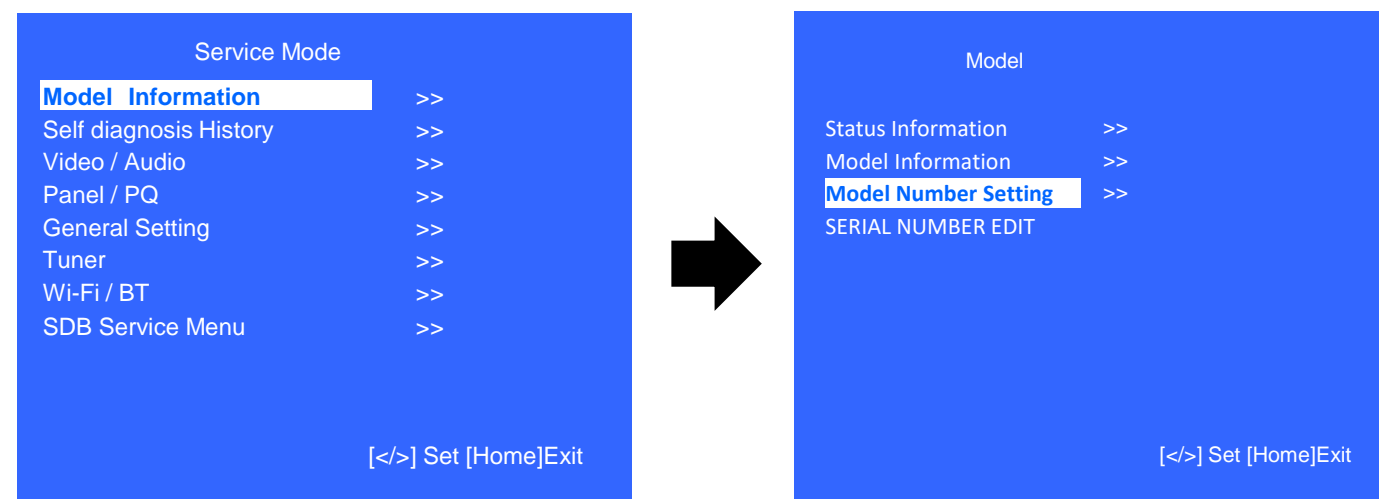 Service Mode
Model Information >>
Self diagnosis History >>
Video / Audio >>
Panel / PQ >>
General Setting >>
Tuner >>
Wi-Fi / BT >>
SDB Service Menu >>
[</>] Set [Home]Exit
Model
Status Information >>
Model Information >>
Model Number Setting >>
SERIAL NUMBER EDIT
[</>] Set [Home]Exit